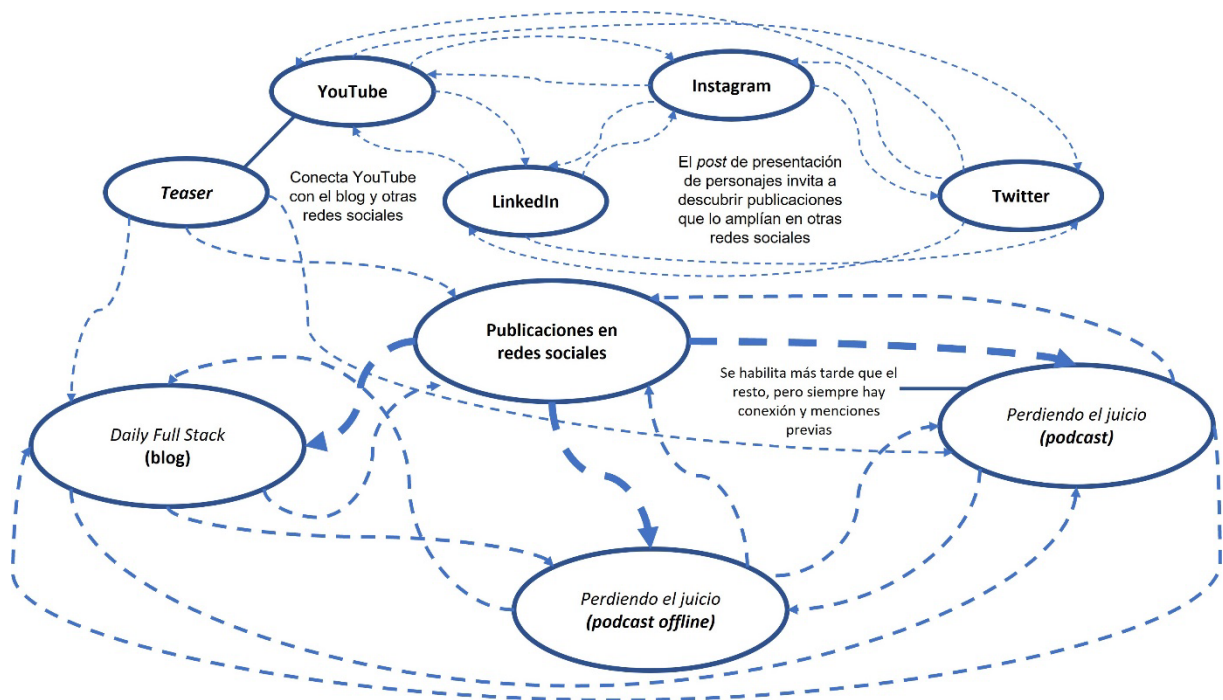 YouTube
Instagram
Teaser
Conecta YouTube
con el blog y otras
redes sociales
LinkedIn
El post de presentación
de personajes invita a
descubrir publicaciones
que lo amplían en otras
redes sociales
Twitter
Publicaciones en
redes sociales
Se habilita más tarde que el
resto, pero siempre hay
conexión y menciones
previas
Perdiendo el juicio
(podcast)
Daily Full Stack
(blog)
Perdiendo el juicio
(podcast offline)